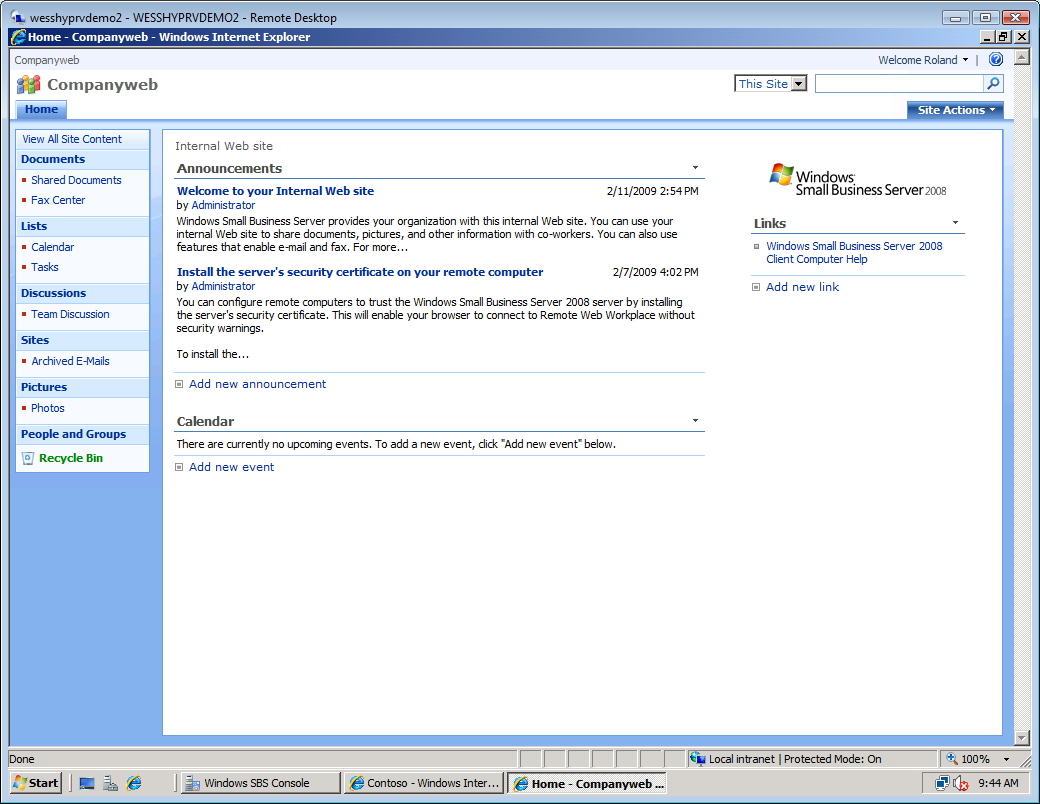 wesshyprvdemo2 - WESSHYPRVDEMO2 - Remote Desktop
Home - Companyweb - Windows Internet Explorer
Companyweb
Welcome Roland
Companyweb
This Site
Home
Site Actions
View All Site Content
Documents
Shared Documents
Fax Center
Lists
Calendar
Tasks
Discussions
Team Discussion
Sites
Archived E-Mails
Pictures
Photos
People and Groups
Recycle Bin
Internal Web site
Announcements
Welcome to your Internal Web site 2/11/2009 2:54 PM
by Administrator
Windows Small Business Server provides your organization with this internal Web site. You can use your
internal Web site to share documents, pictures, and other information with co-workers. You can also use
features that enable e-mail and fax. For more...
Install the server's security certificate on your remote computer 2/7/2009 4:02 PM
by Administrator
You can configure remote computers to trust the Windows Small Business Server 2008 server by installing
the server's security certificate. This will enable your browser to connect to Remote Web Workplace without
security warnings.
To install the...
Add new announcement
Calendar
There are currently no upcoming events. To add a new event, click "Add new event" below.
Add new event
Windows
Small Business Server 2008
Links
Windows Small Business Server 2008
Client Computer Help
Add new link
Done
Local intranet | Protected Mode: On
100%
Start
Windows SBS Console
Contoso - Windows Inter...
Home - Companyweb ...
9:44 AM